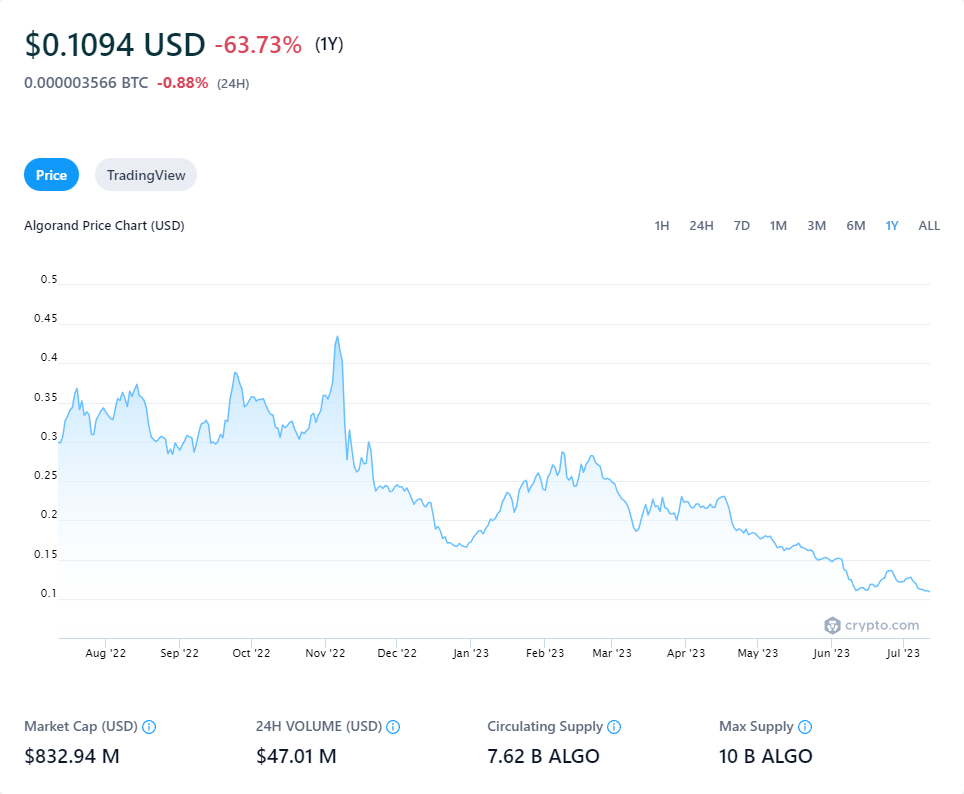 $0.1094 USD -63.73% (1Y)
0.000003566 BTC -0.88% (24H)
Price TradingView
Algorand Price Chart (USD) 1H 24H 7D 1M 3M 6M 1Y ALL
0.5
0.45
0.4
0.35
0.3
0.25
0.2
0.15
0.1
crypto.com
Aug '22 Sep '22 Oct '22 Nov '22 Dec '22 Jan '23 Feb '23 Mar '23 Apr '23 May '23 Jun '23 Jul '23
Market Cap (USD) 24H VOLUME (USD) Circulating Supply Max Supply
$832.94 M $47.01 M 7.62 B ALGO 10 B ALGO